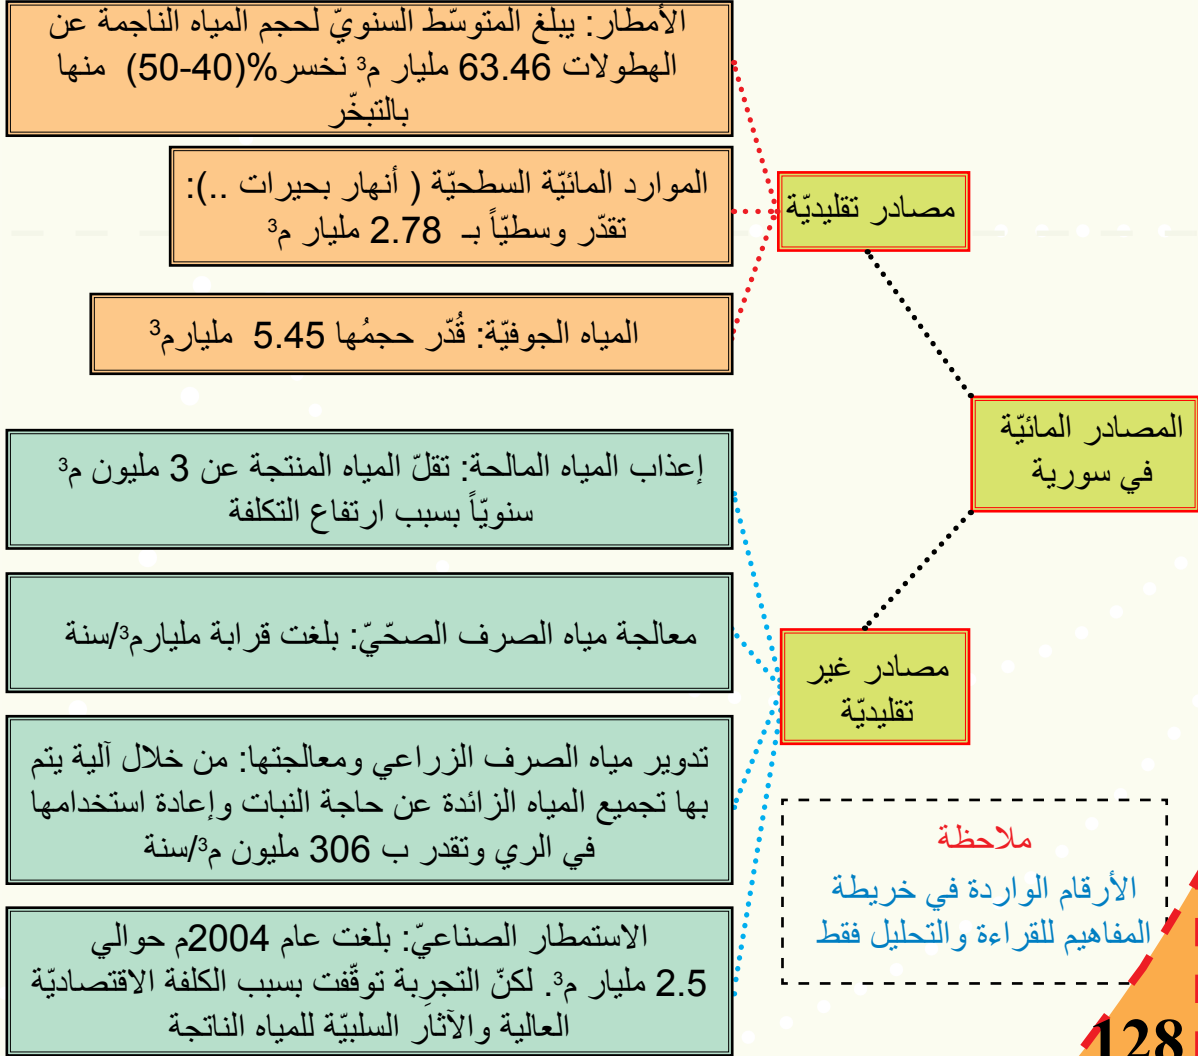 المصادر المائيّة
في سورية
مصادر تقليديّة
الأمطار: يبلغ المتوسّط السنويّ لحجم المياه الناجمة عن
الهطولات 63.46 مليار م³ نخسر%(40-50) منها
بالتبخّر
الموارد المائيّة السطحيّة ( أنهار بحيرات ..):
تقدّر وسطيّاً بـ 2.78 مليار م³
المياه الجوفيّة: قُدّر حجمُها 5.45 مليارم³
مصادر غير
تقليديّة
إعذاب المياه المالحة: تقلّ المياه المنتجة عن 3 مليون م³
سنويّاً بسبب ارتفاع التكلفة
معالجة مياه الصرف الصحّيّ: بلغت قرابة مليارم³/سنة
تدوير مياه الصرف الزراعي ومعالجتها: من خلال آلية يتم
بها تجميع المياه الزائدة عن حاجة النبات وإعادة استخدامها
في الري وتقدر ب 306 مليون م³/سنة
الاستمطار الصناعيّ: بلغت عام 2004م حوالي
2.5 مليار م³. لكنّ التجرِبة توقّفت بسبب الكلفة الاقتصاديّة
العالية والآثار السلبيّة للمياه الناتجة
ملاحظة
الأرقام الواردة في خريطة
المفاهيم للقراءة والتحليل فقط
128